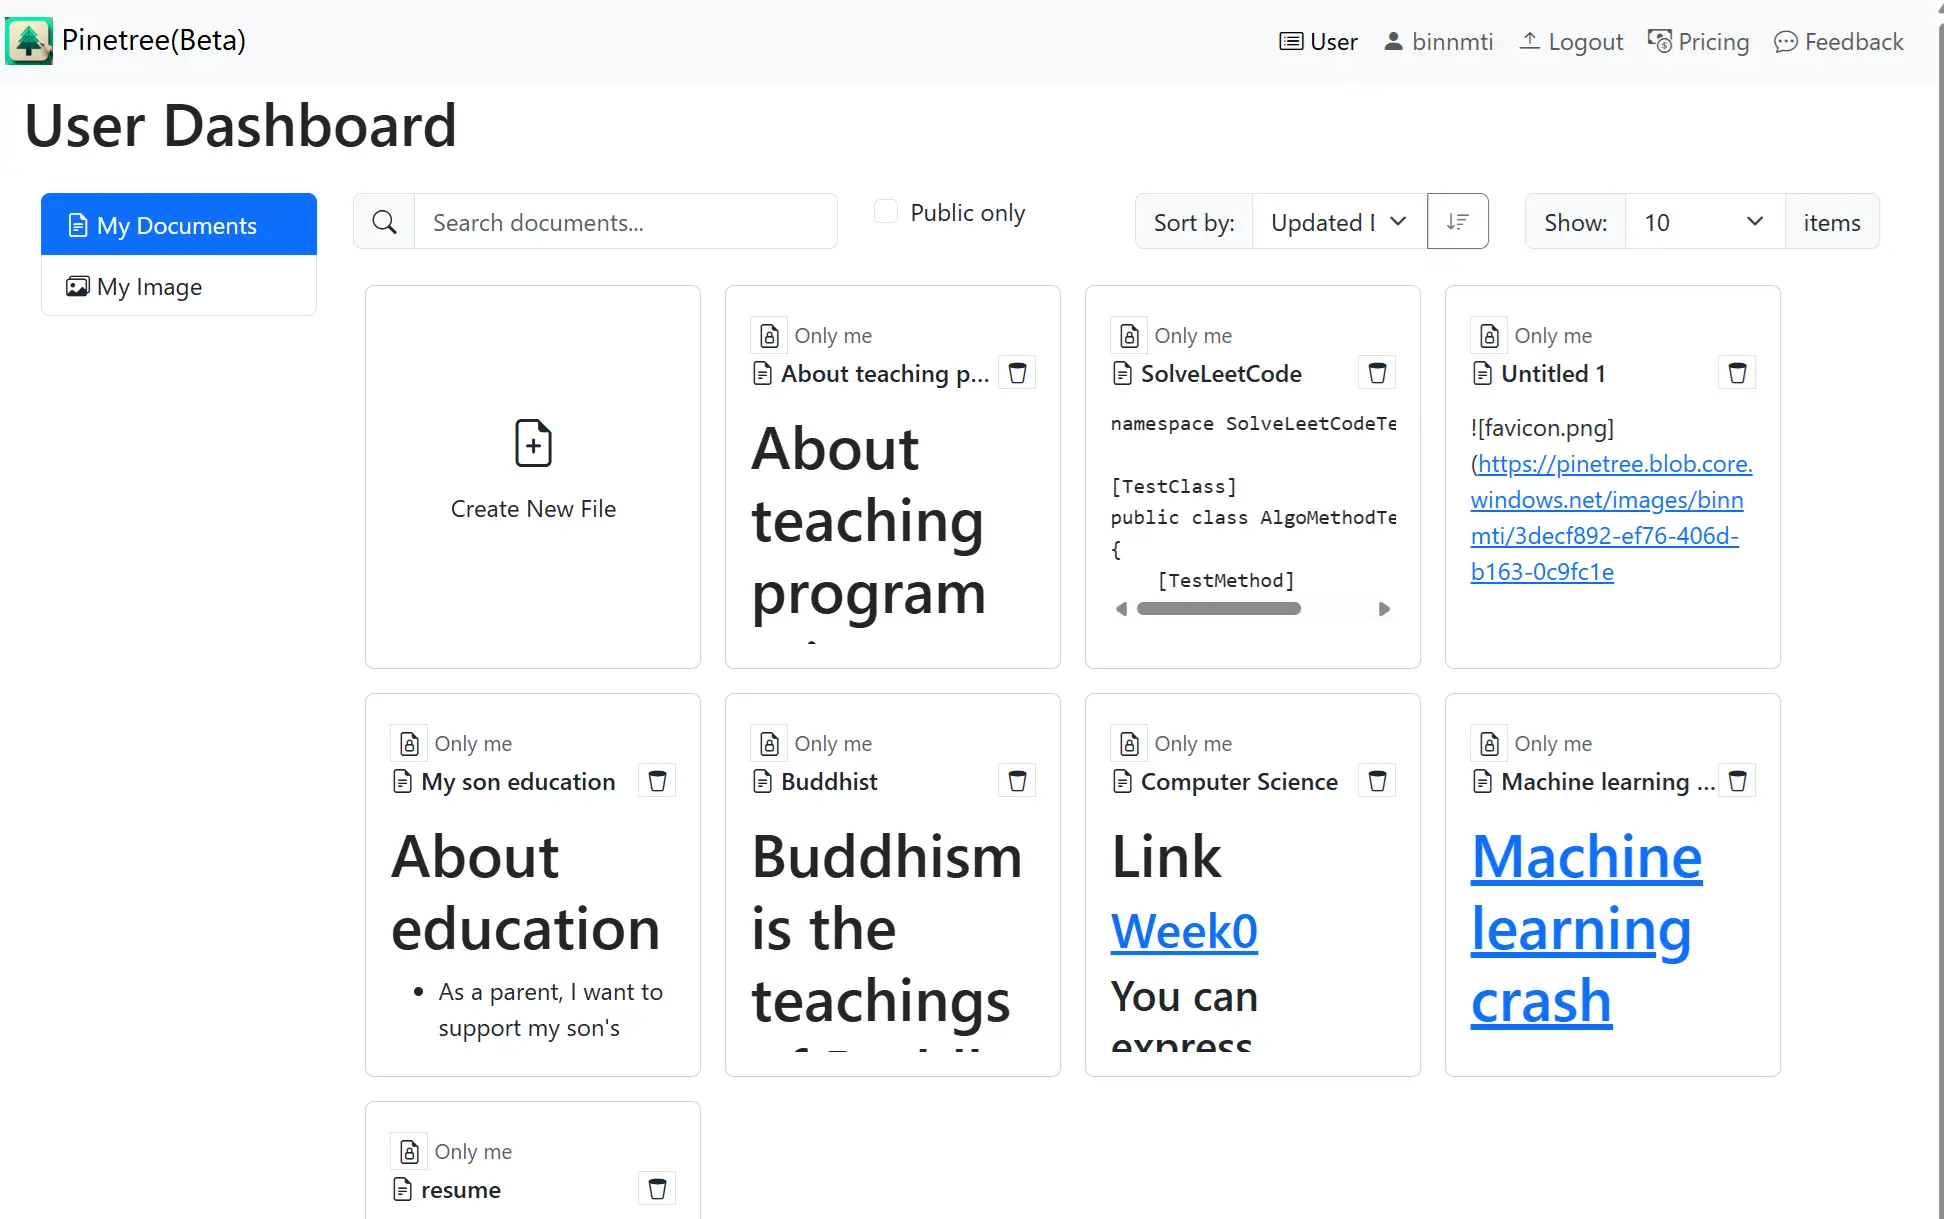 Pinetree(Beta)
User binnmti Logout Pricing Feedback
User Dashboard
My Documents
My Image
Search documents...
Public only
Sort by:
Updated
Show:
10
items
Create New File
Only me
About teaching p...
About
teaching
program
Only me
SolveLeetCode
namespace SolveLeetCodeTe
[TestClass]
public class AlgoMethodTe
{
[TestMethod]
Only me
Untitled 1
![favicon.png]
(https://pinetree.blob.core.
windows.net/images/binn
mti/3decf892-ef76-406d-
b163-0c9fc1e
Only me
My son education
About
education
• As a parent, I want to
support my son's
Only me
Buddhist
Buddhism
is the
teachings
Only me
Computer Science
Link
Week0
You can
express
Only me
Machine learning ...
Machine
learning
crash
Only me
resume